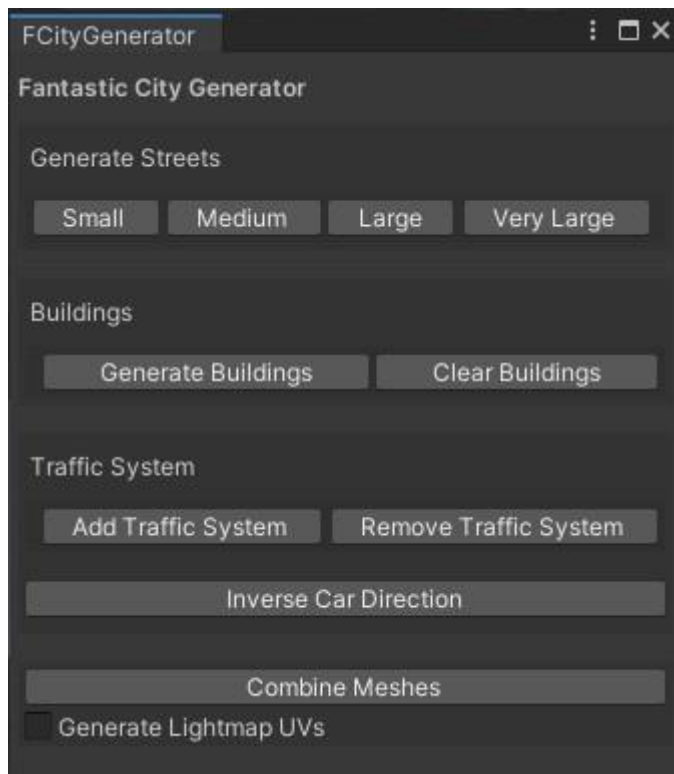 FCityGenerator
Fantastic City Generator
Generate Streets
Small Medium Large Very Large
Buildings
Generate Buildings Clear Buildings
Traffic System
Add Traffic System Remove Traffic System
Inverse Car Direction
Combine Meshes
Generate Lightmap UVs